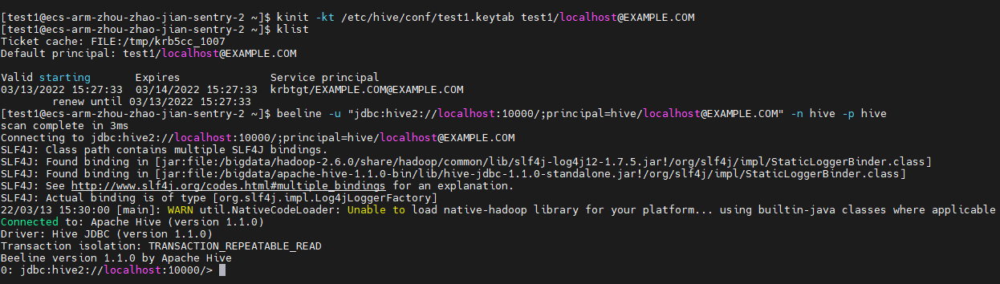 [test1@ecs-arm-zhou-zhao-jian-sentry-2 ~]$ kinit -kt /etc/hive/conf/test1.keytab test1/localhost@EXAMPLE.COM
[test1@ecs-arm-zhou-zhao-jian-sentry-2 ~]$ klist
Ticket cache: FILE:/tmp/krb5cc_1007
Default principal: test1/localhost@EXAMPLE.COM
Valid starting       Expires              Service principal
03/13/2022 15:27:33  03/14/2022 15:27:33  krbtgt/EXAMPLE.COM@EXAMPLE.COM
        renew until 03/13/2022 15:27:33
[test1@ecs-arm-zhou-zhao-jian-sentry-2 ~]$ beeline -u "jdbc:hive2://localhost:10000/;principal=hive/localhost@EXAMPLE.COM" -n hive -p hive
scan complete in 3ms
Connecting to jdbc:hive2://localhost:10000/;principal=hive/localhost@EXAMPLE.COM
SLF4J: Class path contains multiple SLF4J bindings.
SLF4J: Found binding in [jar:file:/bigdata/hadoop-2.6.0/share/hadoop/common/lib/slf4j-log4j12-1.7.5.jar!/org/slf4j/impl/StaticLoggerBinder.class]
SLF4J: Found binding in [jar:file:/bigdata/apache-hive-1.1.0-bin/lib/hive-jdbc-1.1.0-standalone.jar!/org/slf4j/impl/StaticLoggerBinder.class]
SLF4J: See http://www.slf4j.org/codes.html#multiple_bindings for an explanation.
SLF4J: Actual binding is of type [org.slf4j.impl.Log4jLoggerFactory]
22/03/13 15:30:00 [main]: WARN util.NativeCodeLoader: Unable to load native-hadoop library for your platform... using builtin-java classes where applicable
Connected to: Apache Hive (version 1.1.0)
Driver: Hive JDBC (version 1.1.0)
Transaction isolation: TRANSACTION_REPEATABLE_READ
Beeline version 1.1.0 by Apache Hive
0: jdbc:hive2://localhost:10000/>